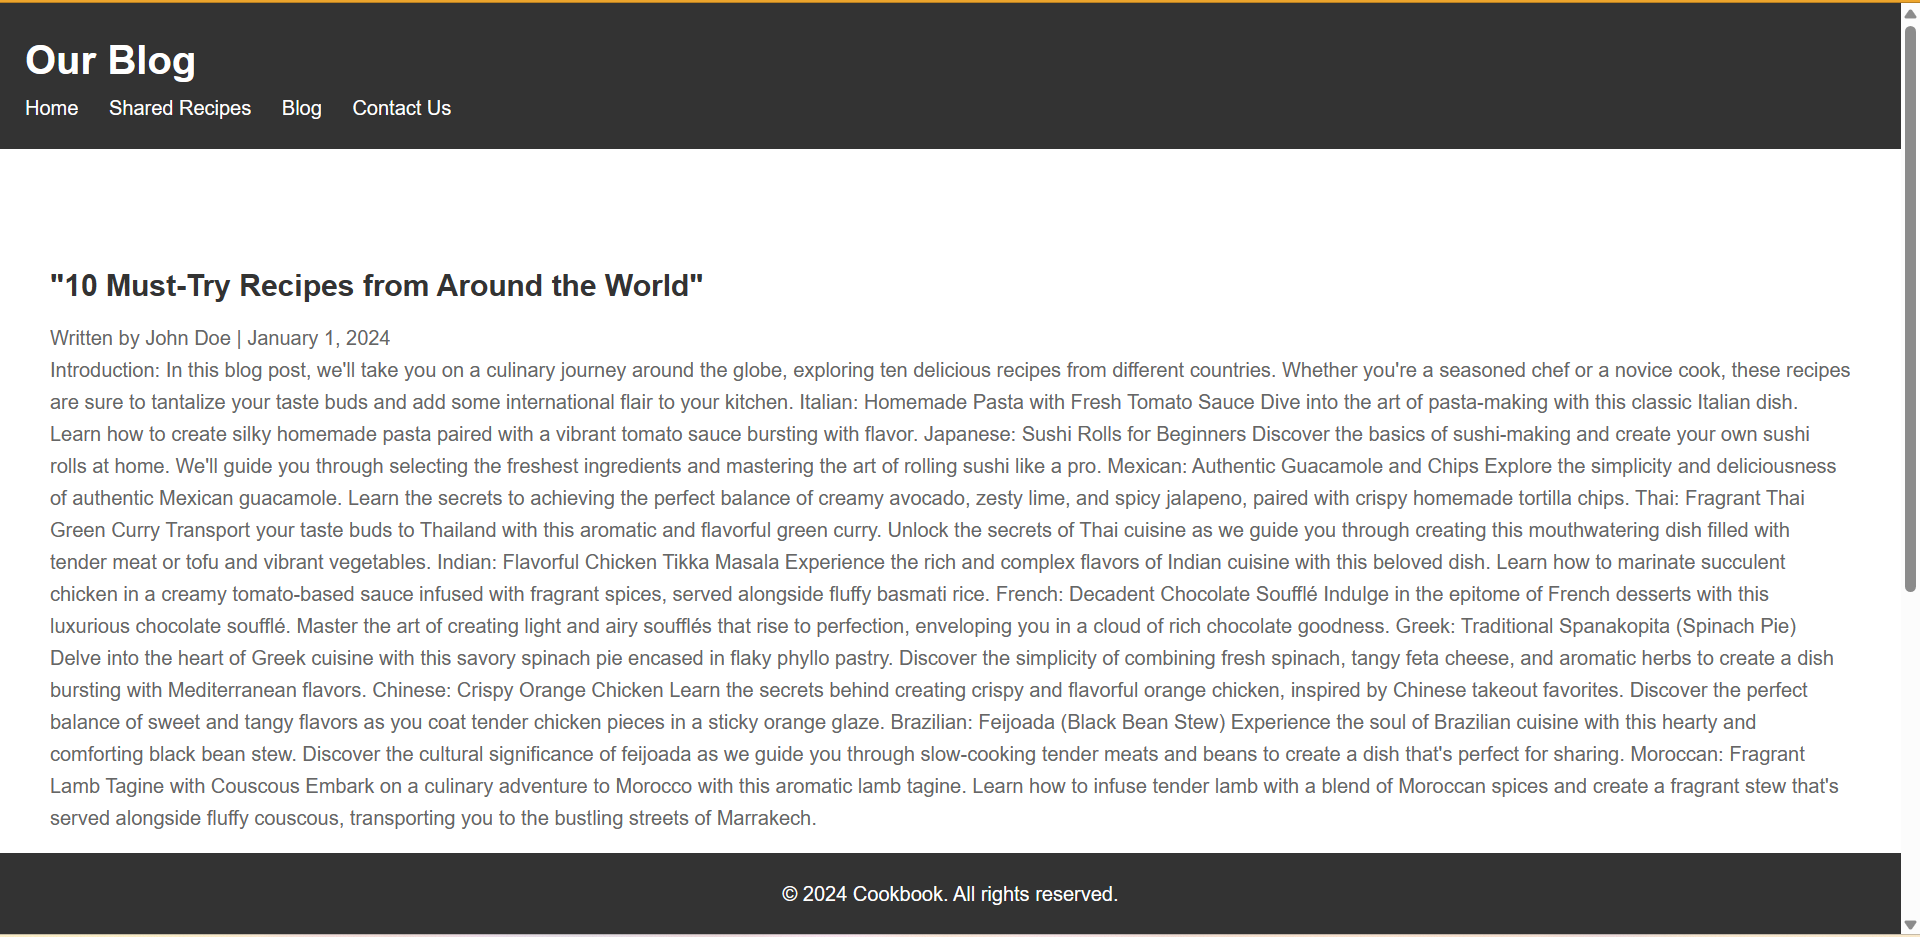 Our Blog
Home Shared Recipes Blog Contact Us
"10 Must-Try Recipes from Around the World"
Written by John Doe | January 1, 2024
Introduction: In this blog post, we'll take you on a culinary journey around the globe, exploring ten delicious recipes from different countries. Whether you're a seasoned chef or a novice cook, these recipes
are sure to tantalize your taste buds and add some international flair to your kitchen. Italian: Homemade Pasta with Fresh Tomato Sauce Dive into the art of pasta-making with this classic Italian dish.
Learn how to create silky homemade pasta paired with a vibrant tomato sauce bursting with flavor. Japanese: Sushi Rolls for Beginners Discover the basics of sushi-making and create your own sushi
rolls at home. We'll guide you through selecting the freshest ingredients and mastering the art of rolling sushi like a pro. Mexican: Authentic Guacamole and Chips Explore the simplicity and deliciousness
of authentic Mexican guacamole. Learn the secrets to achieving the perfect balance of creamy avocado, zesty lime, and spicy jalapeno, paired with crispy homemade tortilla chips. Thai: Fragrant Thai
Green Curry Transport your taste buds to Thailand with this aromatic and flavorful green curry. Unlock the secrets of Thai cuisine as we guide you through creating this mouthwatering dish filled with
tender meat or tofu and vibrant vegetables. Indian: Flavorful Chicken Tikka Masala Experience the rich and complex flavors of Indian cuisine with this beloved dish. Learn how to marinate succulent
chicken in a creamy tomato-based sauce infused with fragrant spices, served alongside fluffy basmati rice. French: Decadent Chocolate Soufflé Indulge in the epitome of French desserts with this
luxurious chocolate soufflé. Master the art of creating light and airy soufflés that rise to perfection, enveloping you in a cloud of rich chocolate goodness. Greek: Traditional Spanakopita (Spinach Pie)
Delve into the heart of Greek cuisine with this savory spinach pie encased in flaky phyllo pastry. Discover the simplicity of combining fresh spinach, tangy feta cheese, and aromatic herbs to create a dish
bursting with Mediterranean flavors. Chinese: Crispy Orange Chicken Learn the secrets behind creating crispy and flavorful orange chicken, inspired by Chinese takeout favorites. Discover the perfect
balance of sweet and tangy flavors as you coat tender chicken pieces in a sticky orange glaze. Brazilian: Feijoada (Black Bean Stew) Experience the soul of Brazilian cuisine with this hearty and
comforting black bean stew. Discover the cultural significance of feijoada as we guide you through slow-cooking tender meats and beans to create a dish that's perfect for sharing. Moroccan: Fragrant
Lamb Tagine with Couscous Embark on a culinary adventure to Morocco with this aromatic lamb tagine. Learn how to infuse tender lamb with a blend of Moroccan spices and create a fragrant stew that's
served alongside fluffy couscous, transporting you to the bustling streets of Marrakech.
© 2024 Cookbook. All rights reserved.